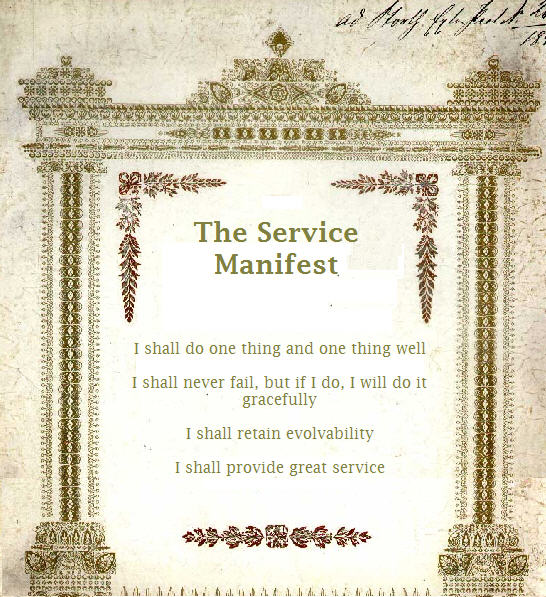 The Service
Manifest
I shall do one thing and one thing well
I shall never fail, but if I do, I will do it
gracefully
I shall retain evolvability
I shall provide great service